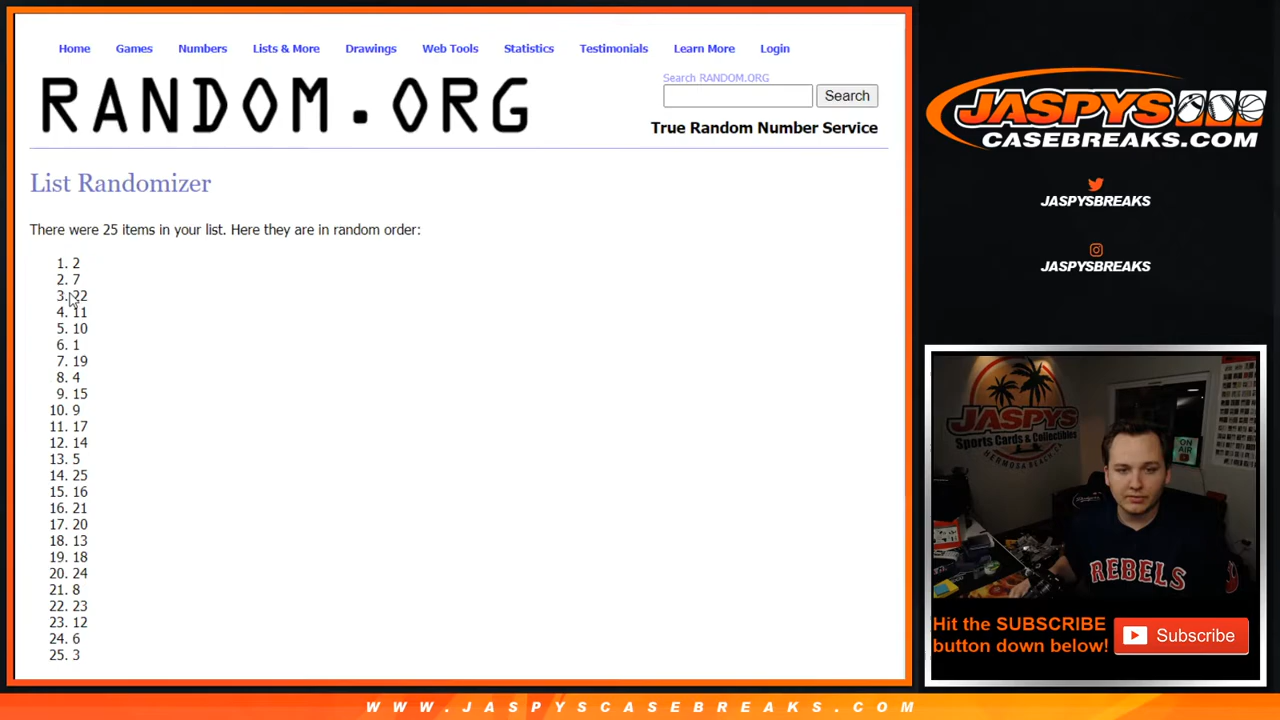 Home Games Numbers Lists & More Drawings Web Tools Statistics Testimonials Learn More Login
RANDOM.ORG
Search RANDOM.ORG
Search
True Random Number Service
List Randomizer
There were 25 items in your list. Here they are in random order:
1. 2
2. 7
3. 22
4. 11
5. 10
6. 1
7. 19
8. 4
9. 15
10. 9
11. 17
12. 14
13. 5
14. 25
15. 16
16. 21
17. 20
18. 13
19. 18
20. 24
21. 8
22. 23
23. 12
24. 6
25. 3
JASPYS
CASEBREAKS.COM
JASPYSBREAKS
JASPYSBREAKS
JASPYS
Sports Cards & Collectibles
HERMOSA BEACH, CA
ON
AIR
REBELS
Hit the SUBSCRIBE
button down below!
Subscribe
WWW.JASPYSCASEBREAKS.COM